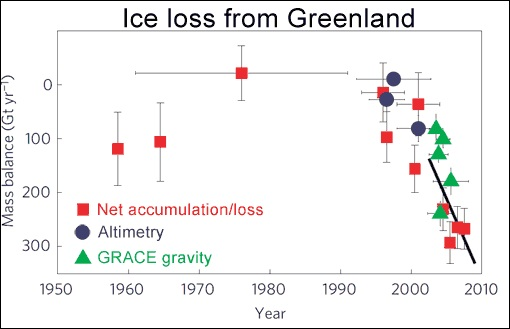 Ice loss from Greenland
Mass balance (Gt yr⁻¹)
0
100
200
300
Net accumulation/loss
Altimetry
GRACE gravity
1950 1960 1970 1980 1990 2000 2010
Year